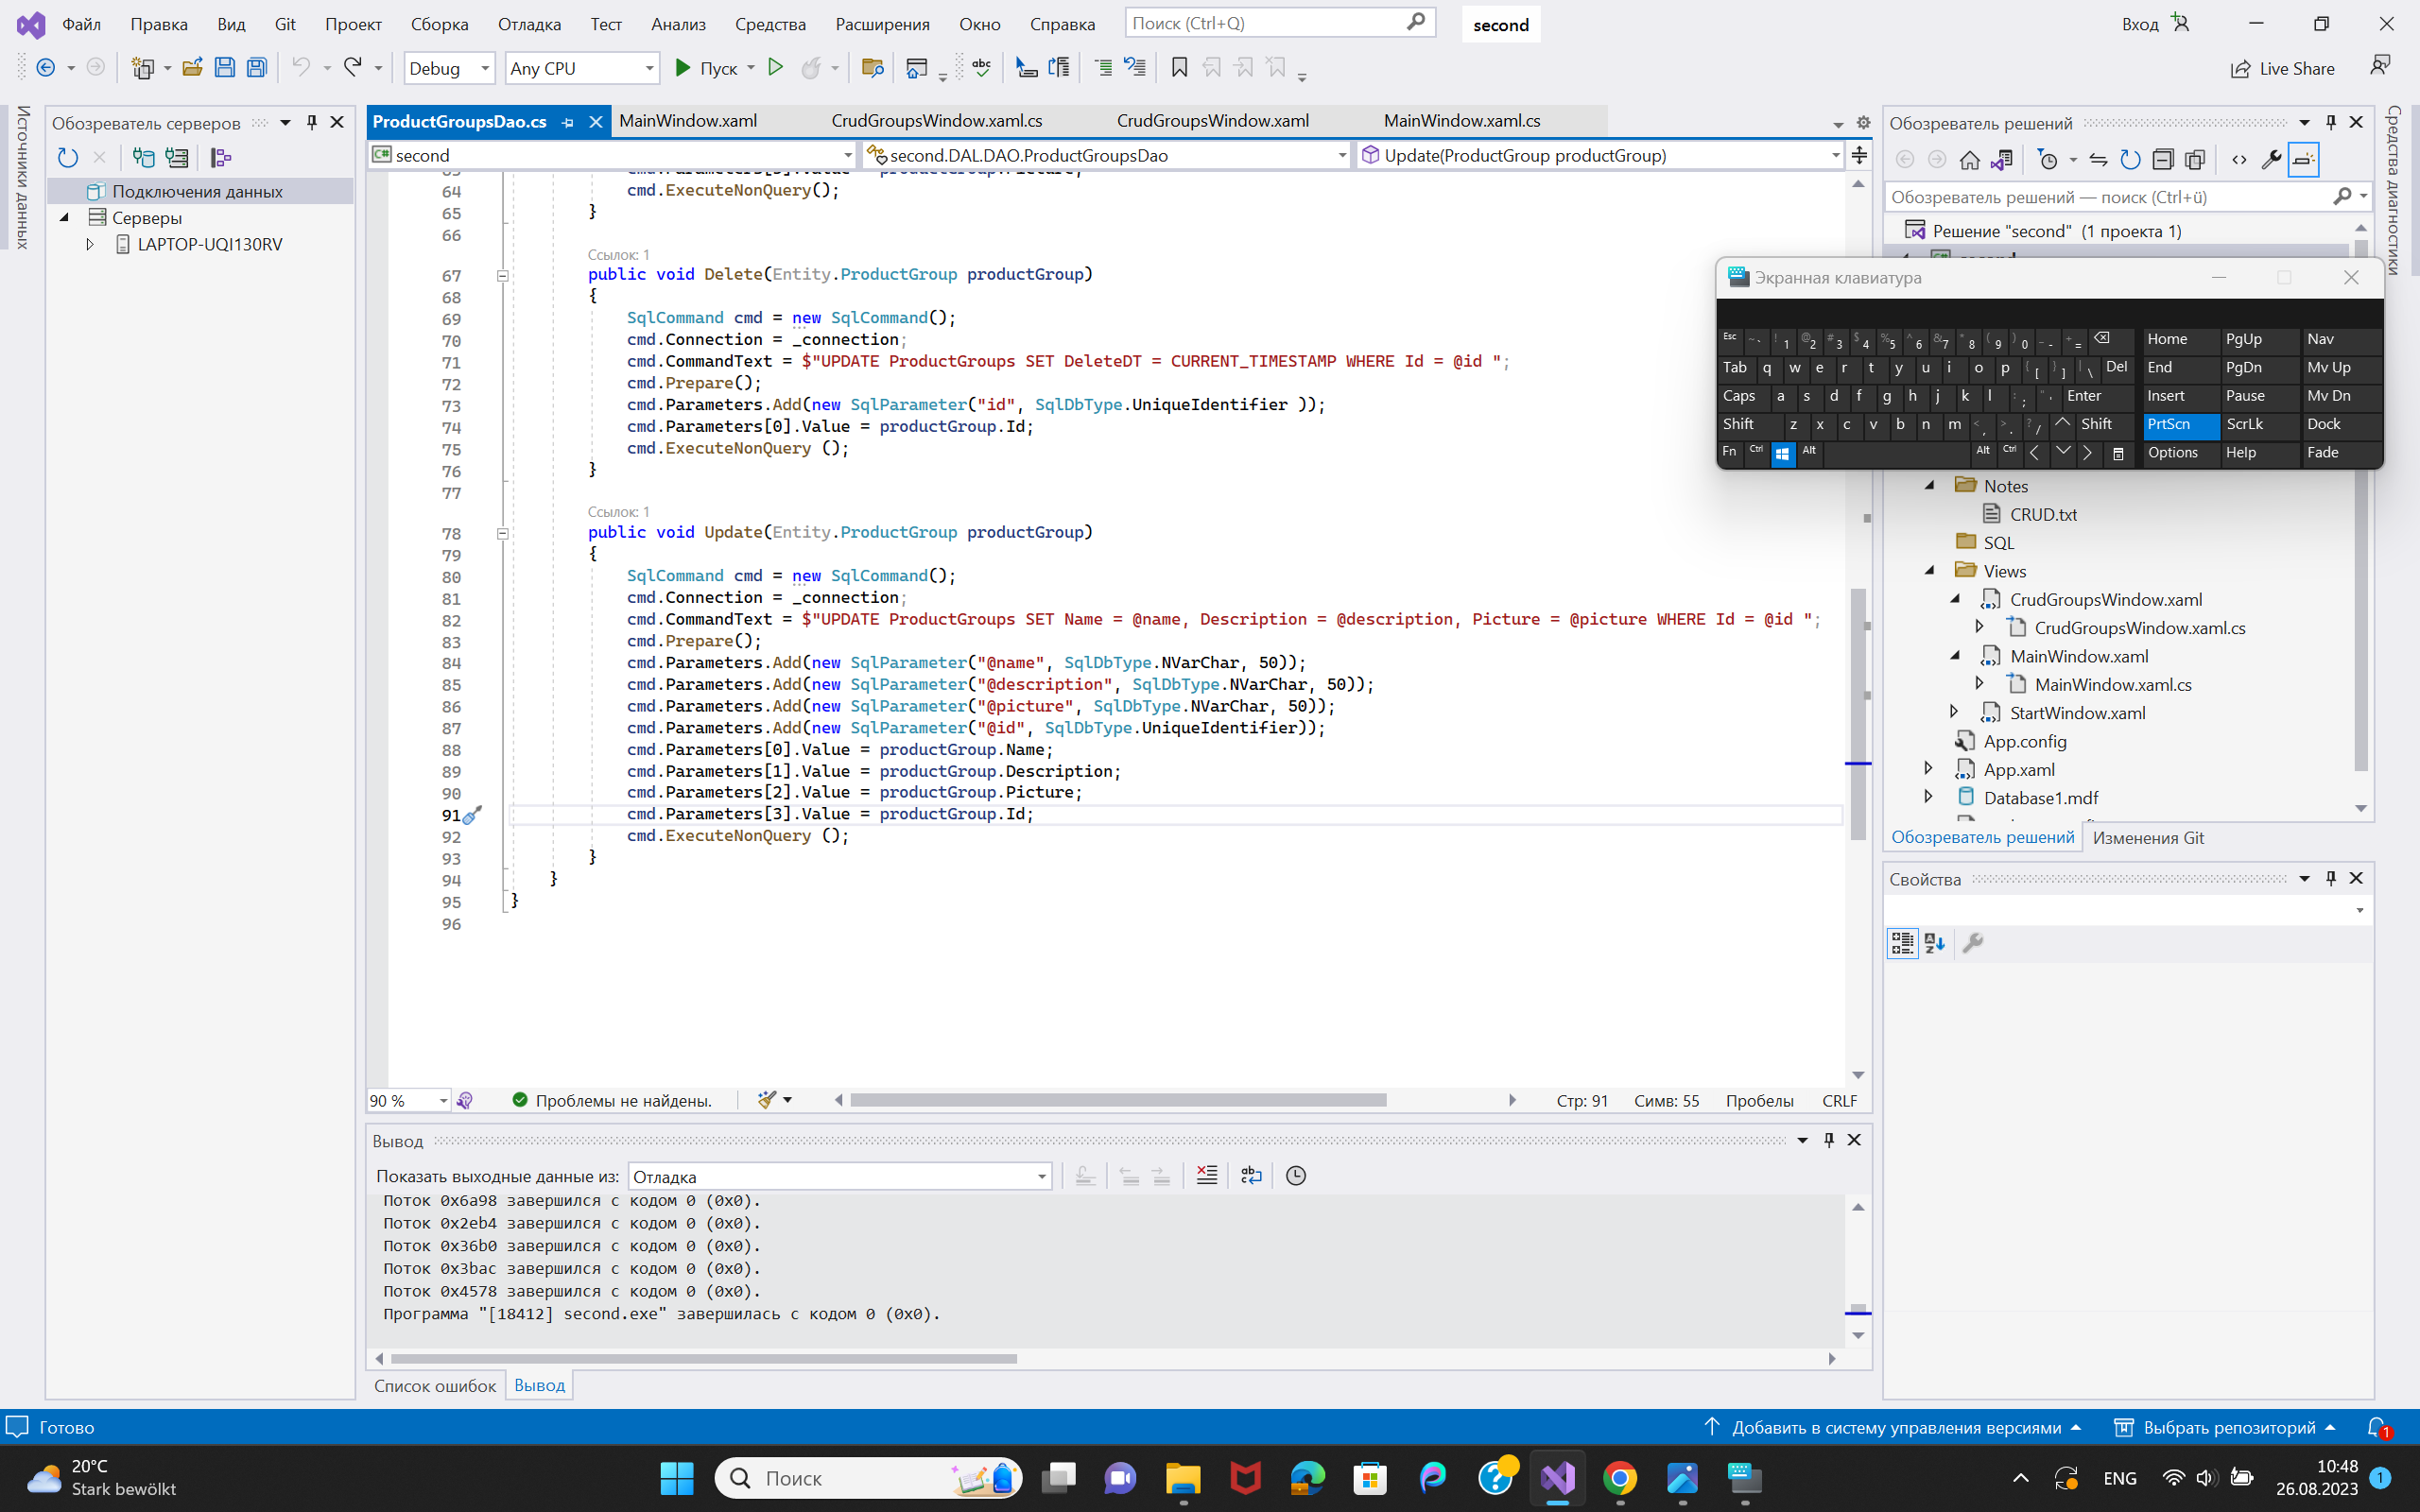 Файл Правка Вид Git Проект Сборка Отладка Тест Анализ Средства Расширения Окно Справка Поиск (Ctrl+Q) second Вход
Debug Any CPU Пуск Live Share
Источники данных
Обозреватель серверов
Подключения данных
Серверы
LAPTOP-UQI130RV
ProductGroupsDao.cs MainWindow.xaml CrudGroupsWindow.xaml.cs CrudGroupsWindow.xaml MainWindow.xaml.cs
second second.DAL.DAO.ProductGroupsDao Update(ProductGroup productGroup)
64 cmd.ExecuteNonQuery();
65 }
66
Ссылок: 1
67 public void Delete(Entity.ProductGroup productGroup)
68 {
69 SqlCommand cmd = new SqlCommand();
70 cmd.Connection = _connection;
71 cmd.CommandText = $"UPDATE ProductGroups SET DeleteDT = CURRENT_TIMESTAMP WHERE Id = @id ";
72 cmd.Prepare();
73 cmd.Parameters.Add(new SqlParameter("id", SqlDbType.UniqueIdentifier ));
74 cmd.Parameters[0].Value = productGroup.Id;
75 cmd.ExecuteNonQuery ();
76 }
77
Ссылок: 1
78 public void Update(Entity.ProductGroup productGroup)
79 {
80 SqlCommand cmd = new SqlCommand();
81 cmd.Connection = _connection;
82 cmd.CommandText = $"UPDATE ProductGroups SET Name = @name, Description = @description, Picture = @picture WHERE Id = @id ";
83 cmd.Prepare();
84 cmd.Parameters.Add(new SqlParameter("@name", SqlDbType.NVarChar, 50));
85 cmd.Parameters.Add(new SqlParameter("@description", SqlDbType.NVarChar, 50));
86 cmd.Parameters.Add(new SqlParameter("@picture", SqlDbType.NVarChar, 50));
87 cmd.Parameters.Add(new SqlParameter("@id", SqlDbType.UniqueIdentifier));
88 cmd.Parameters[0].Value = productGroup.Name;
89 cmd.Parameters[1].Value = productGroup.Description;
90 cmd.Parameters[2].Value = productGroup.Picture;
91 cmd.Parameters[3].Value = productGroup.Id;
92 cmd.ExecuteNonQuery ();
93 }
94 }
95 }
96
90 % Проблемы не найдены. Стр: 91 Симв: 55 Пробелы CRLF
Вывод
Показать выходные данные из: Отладка
Поток 0x6a98 завершился с кодом 0 (0x0).
Поток 0x2eb4 завершился с кодом 0 (0x0).
Поток 0x36b0 завершился с кодом 0 (0x0).
Поток 0x3bac завершился с кодом 0 (0x0).
Поток 0x4578 завершился с кодом 0 (0x0).
Программа "[18412] second.exe" завершилась с кодом 0 (0x0).
Список ошибок Вывод
Обозреватель решений
Обозреватель решений — поиск (Ctrl+ü)
Решение "second" (1 проекта 1)
Экранная клавиатура
Esc ~ ` ! 1 @ 2 # 3 $ 4 % 5 ^ 6 & 7 * 8 ( 9 ) 0 _ - + = Home PgUp Nav
Tab q w e r t y u i o p { [ } ] | \ Del End PgDn Mv Up
Caps a s d f g h j k l : ; " ' Enter Insert Pause Mv Dn
Shift z x c v b n m < , > . ? / Shift PrtScn ScrLk Dock
Fn Ctrl Alt Alt Ctrl Options Help Fade
Notes
CRUD.txt
SQL
Views
CrudGroupsWindow.xaml
CrudGroupsWindow.xaml.cs
MainWindow.xaml
MainWindow.xaml.cs
StartWindow.xaml
App.config
App.xaml
Database1.mdf
Обозреватель решений Изменения Git
Свойства
Средства диагностики
Готово Добавить в систему управления версиями Выбрать репозиторий 1
20°C
Stark bewölkt
Поиск
ENG
10:48
26.08.2023
1